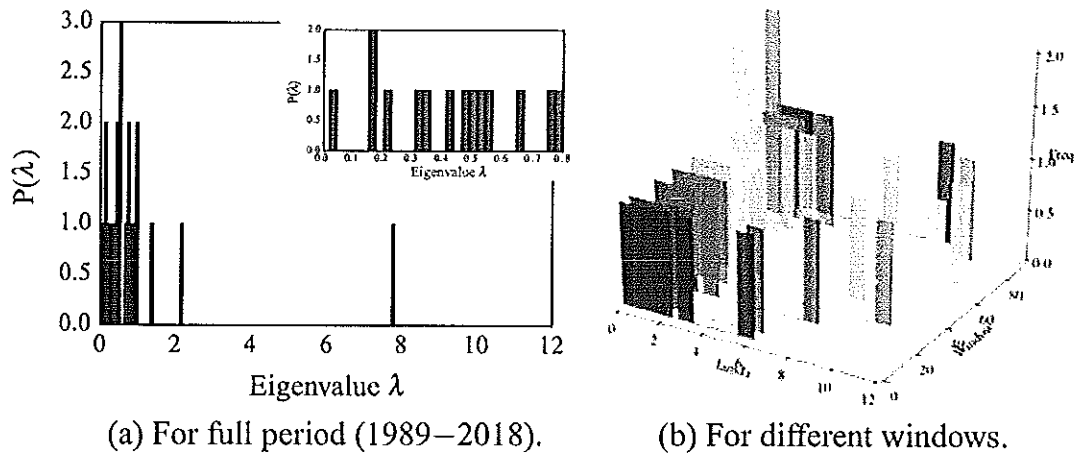 3.0
2.5
2.0
1.5
1.0
0.5
0.0
P(λ)
0 2 4 6 8 10 12
Eigenvalue λ
2.0
1.5
1.0
0.5
0.0
P(λ)
0.0 0.1 0.2 0.3 0.4 0.5 0.6 0.7 0.8
Eigenvalue λ
2.0
1.5
1.0
0.5
0.0
0 2 4 8 10 12
0 20 60 80
(a) For full period (1989–2018).
(b) For different windows.